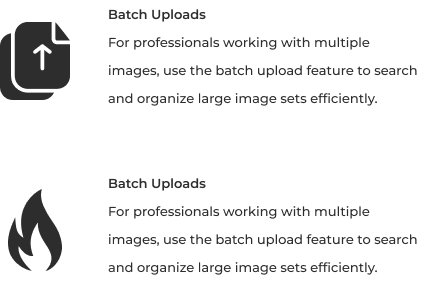 Batch Uploads
For professionals working with multiple
images, use the batch upload feature to search
and organize large image sets efficiently.
Batch Uploads
For professionals working with multiple
images, use the batch upload feature to search
and organize large image sets efficiently.